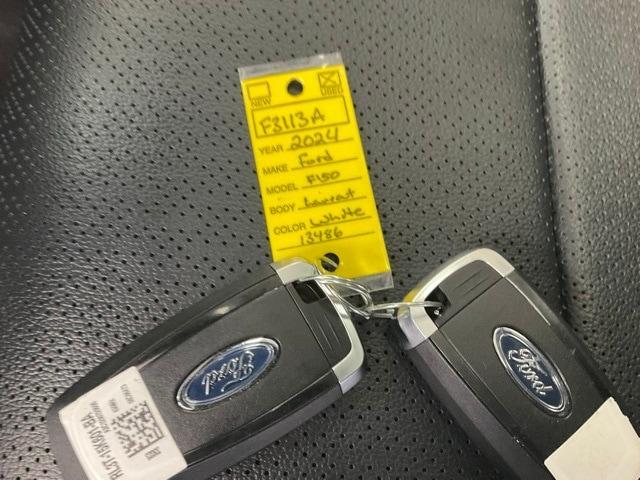 NEW USED
F3113A
YEAR 2024
MAKE Ford
MODEL F150
BODY Lariat
COLOR White
13486
Ford
Ford